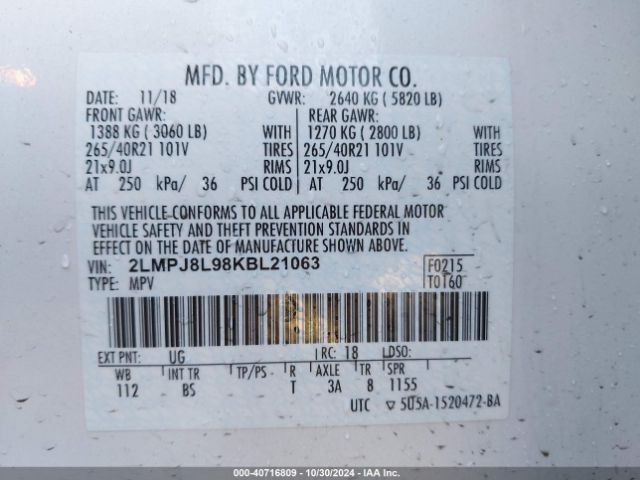 MFD. BY FORD MOTOR CO.
DATE: 11/18 GVWR: 2640 KG ( 5820 LB)
FRONT GAWR: REAR GAWR:
1388 KG ( 3060 LB) WITH 1270 KG ( 2800 LB) WITH
265/40R21 101V TIRES 265/40R21 101V TIRES
21x9.0J RIMS 21x9.0J RIMS
AT 250 kPa/ 36 PSI COLD AT 250 kPa/ 36 PSI COLD
THIS VEHICLE CONFORMS TO ALL APPLICABLE FEDERAL MOTOR
VEHICLE SAFETY AND THEFT PREVENTION STANDARDS IN
EFFECT ON THE DATE OF MANUFACTURE SHOWN ABOVE.
VIN: 2LMPJ8L98KBL21063 F0215
TYPE: MPV T0160
EXT PNT: UG RC: 18 LDSO:
WB INT TR TP/PS R AXLE TR SPR
112 BS T 3A 8 1155
UTC ▽ 5U5A-1520472-BA
000-40716809 | 10/30/2024 | IAA Inc.